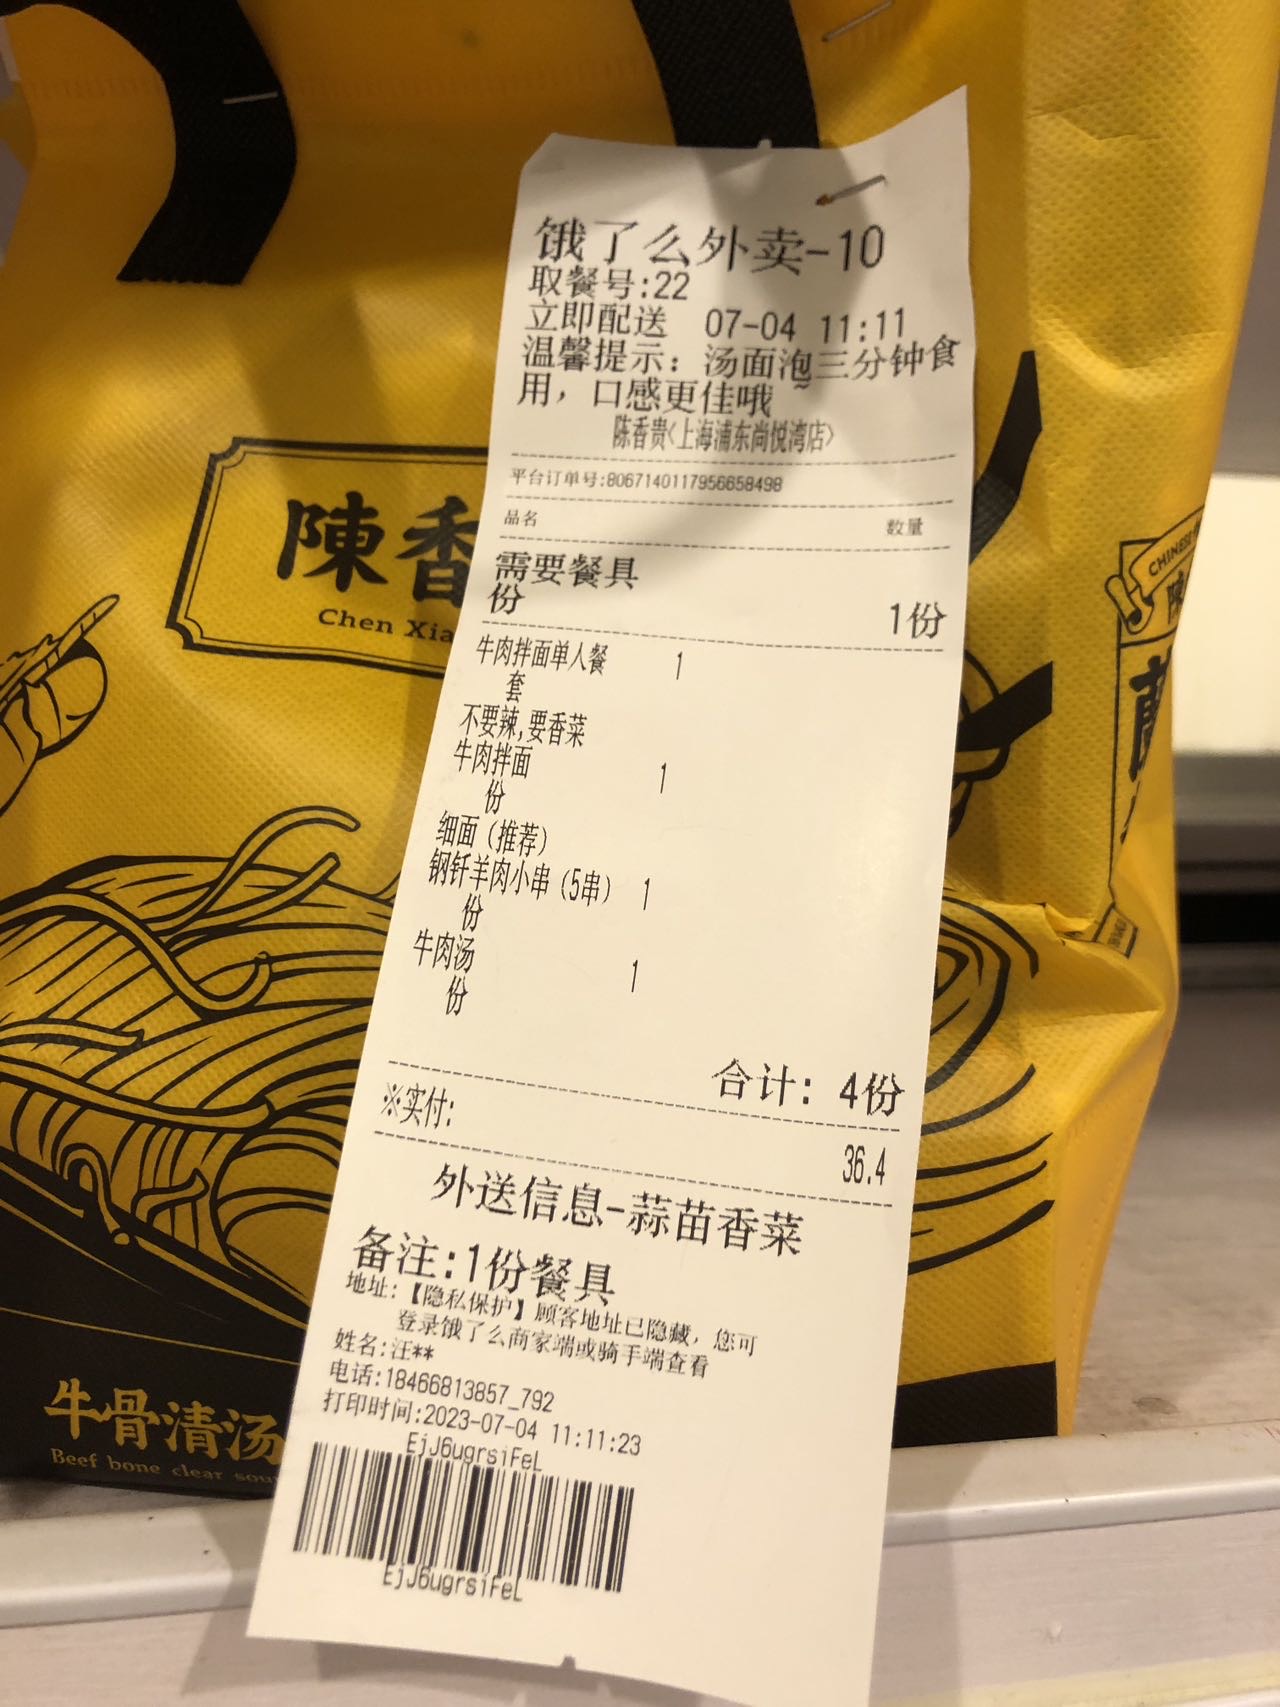 饿了么外卖-10
取餐号:22
立即配送 07-04 11:11
温馨提示：汤面泡三分钟食
用，口感更佳哦~
陈香贵<上海浦东尚悦湾店>
平台订单号:8067140117956658498
品名 数量
需要餐具
份 1份
牛肉拌面单人餐 1
套
不要辣,要香菜
牛肉拌面 1
份
细面（推荐）
钢钎羊肉小串（5串） 1
份
牛肉汤 1
份
合计：4份
※实付:
36.4
外送信息-蒜苗香菜
备注:1份餐具
地址:【隐私保护】顾客地址已隐藏，您可
登录饿了么商家端或骑手端查看
姓名:汪**
电话:18466813857_792
打印时间:2023-07-04 11:11:23
EjJ6ugrsiFeL
EjJ6ugrsiFeL
陳香
Chen Xia
牛骨清汤
Beef bone clear sou
CHINESE
陳